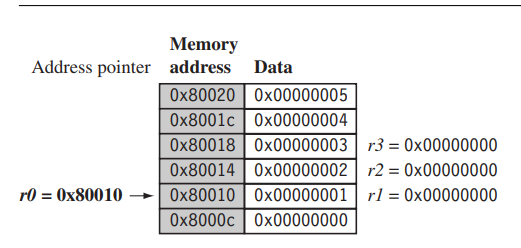 Memory
Address pointer address Data
0x80020 0x00000005
0x8001c 0x00000004
0x80018 0x00000003 r3 = 0x00000000
0x80014 0x00000002 r2 = 0x00000000
r0 = 0x80010 0x80010 0x00000001 r1 = 0x00000000
0x8000c 0x00000000